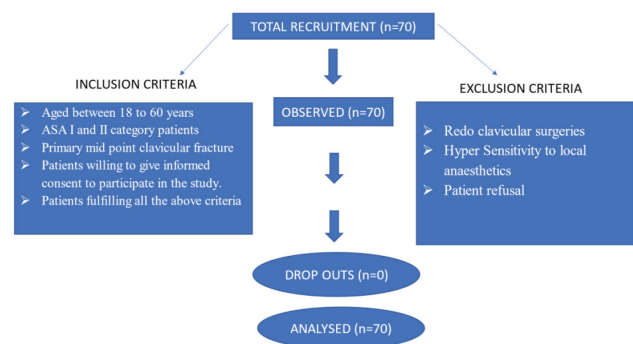 TOTAL RECRUITMENT (n=70)
INCLUSION CRITERIA
Aged between 18 to 60 years
ASA I and II category patients
Primary mid point clavicular fracture
Patients willing to give informed
consent to participate in the study.
Patients fulfilling all the above criteria
OBSERVED (n=70)
EXCLUSION CRITERIA
Redo clavicular surgeries
Hyper Sensitivity to local
anaesthetics
Patient refusal
DROP OUTS (n=0)
ANALYSED (n=70)